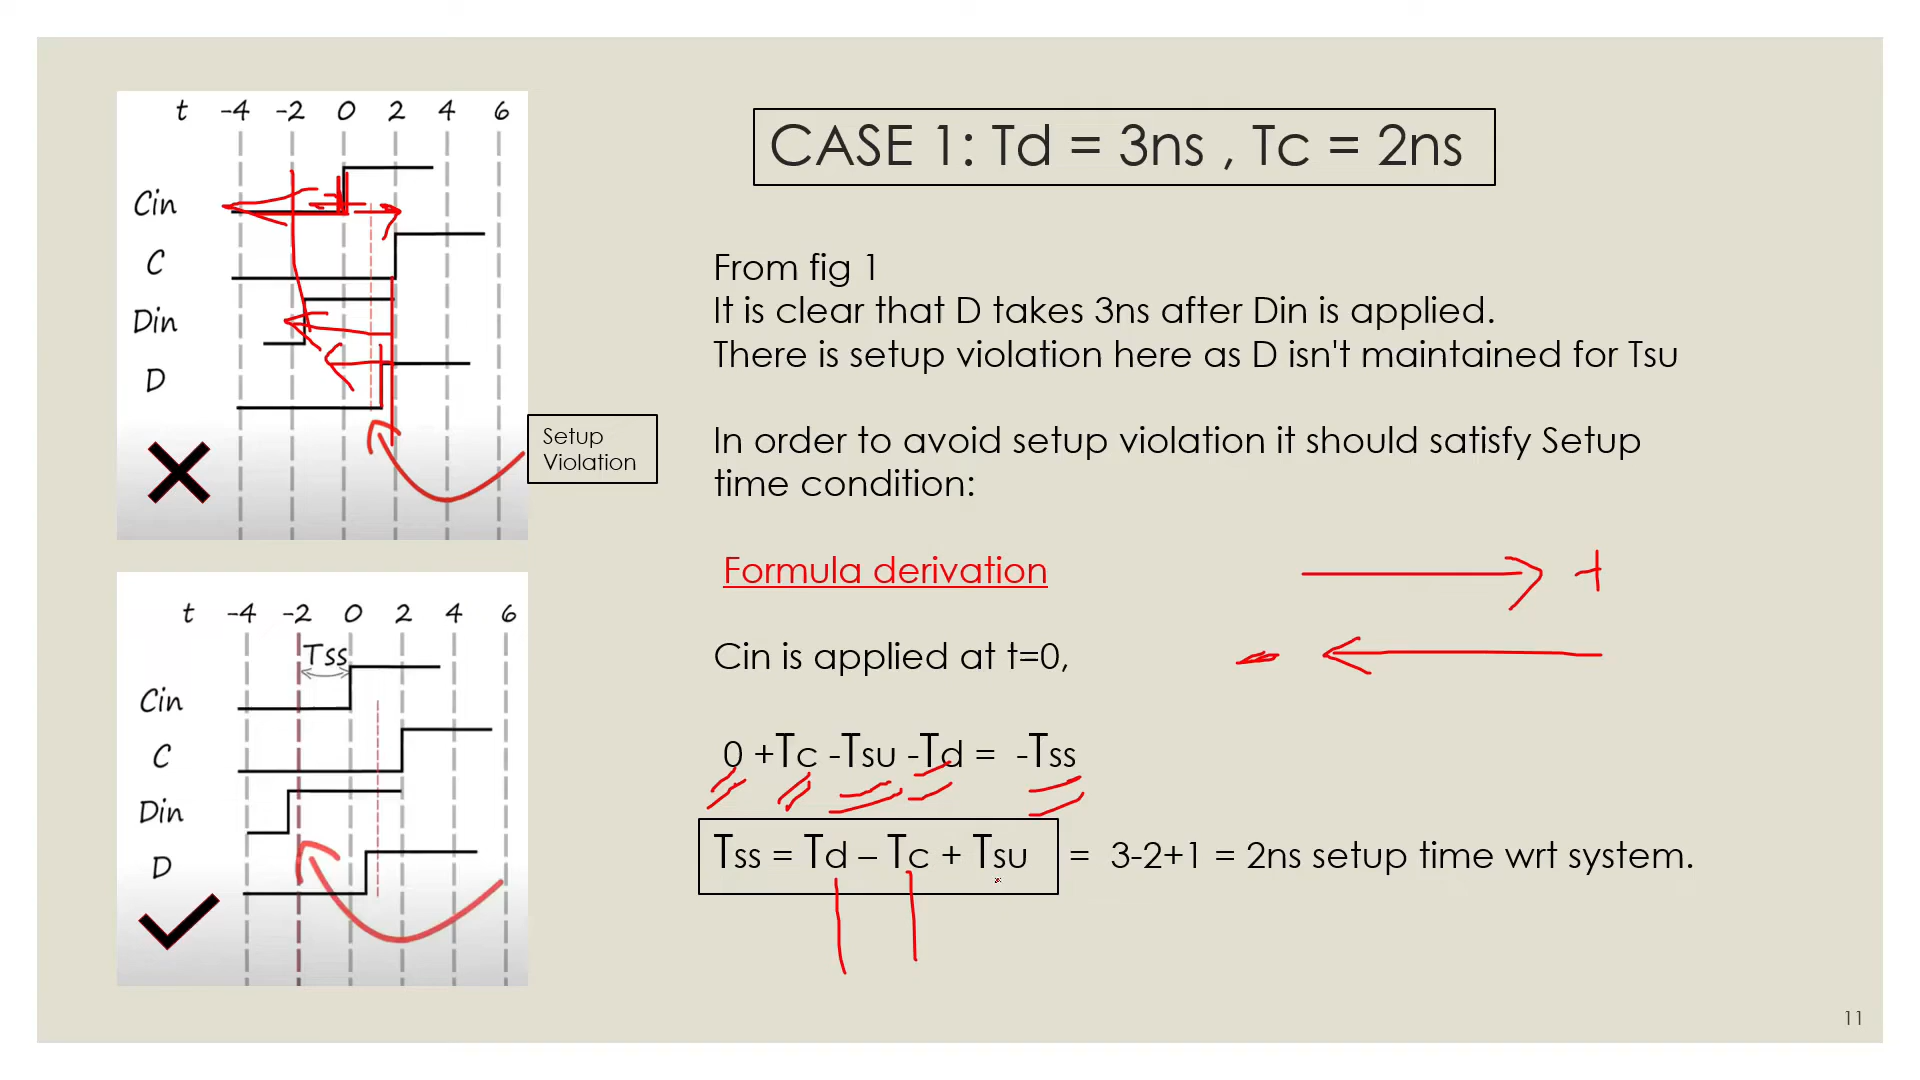 t -4 -2 0 2 4 6
Cin
C
Din
D
Setup
Violation
t -4 -2 0 2 4 6
Tss
Cin
C
Din
D
CASE 1: Td = 3ns , Tc = 2ns
From fig 1
It is clear that D takes 3ns after Din is applied.
There is setup violation here as D isn't maintained for Tsu
In order to avoid setup violation it should satisfy Setup
time condition:
Formula derivation
+
Cin is applied at t=0,
-
0 +Tc -Tsu -Td = -Tss
Tss = Td – Tc + Tsu = 3-2+1 = 2ns setup time wrt system.
11